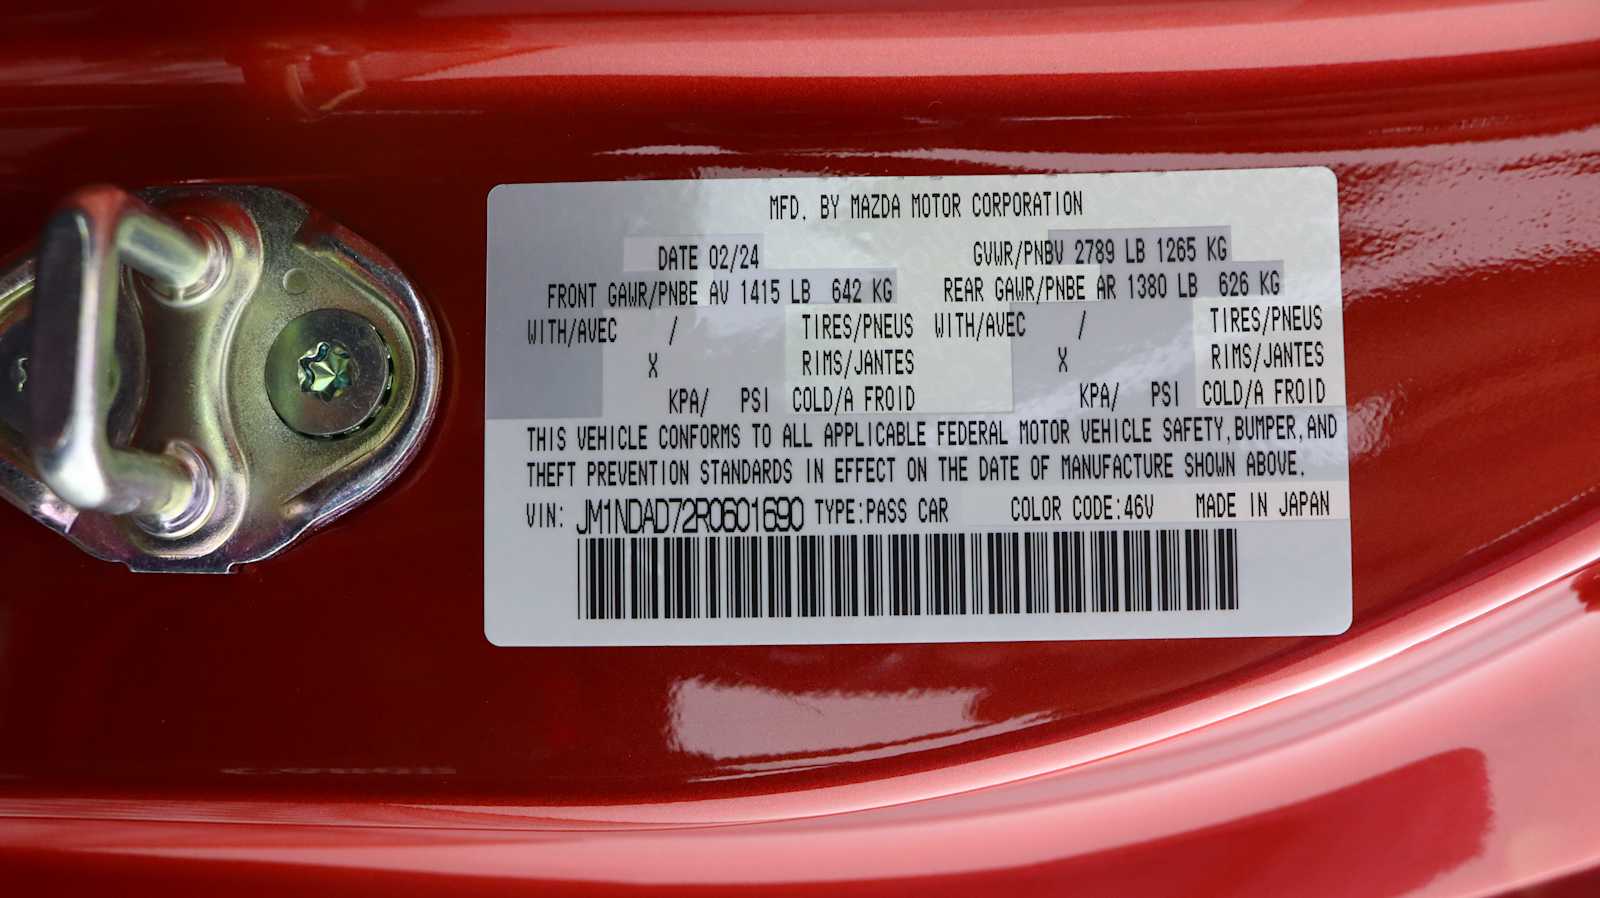 MFD. BY MAZDA MOTOR CORPORATION
DATE 02/24 GVWR/PNBV 2789 LB 1265 KG
FRONT GAWR/PNBE AV 1415 LB 642 KG REAR GAWR/PNBE AR 1380 LB 626 KG
WITH/AVEC / TIRES/PNEUS WITH/AVEC / TIRES/PNEUS
X RIMS/JANTES X RIMS/JANTES
KPA/ PSI COLD/A FROID KPA/ PSI COLD/A FROID
THIS VEHICLE CONFORMS TO ALL APPLICABLE FEDERAL MOTOR VEHICLE SAFETY,BUMPER,AND
THEFT PREVENTION STANDARDS IN EFFECT ON THE DATE OF MANUFACTURE SHOWN ABOVE.
VIN: JM1NDAD72R0601690 TYPE:PASS CAR COLOR CODE:46V MADE IN JAPAN